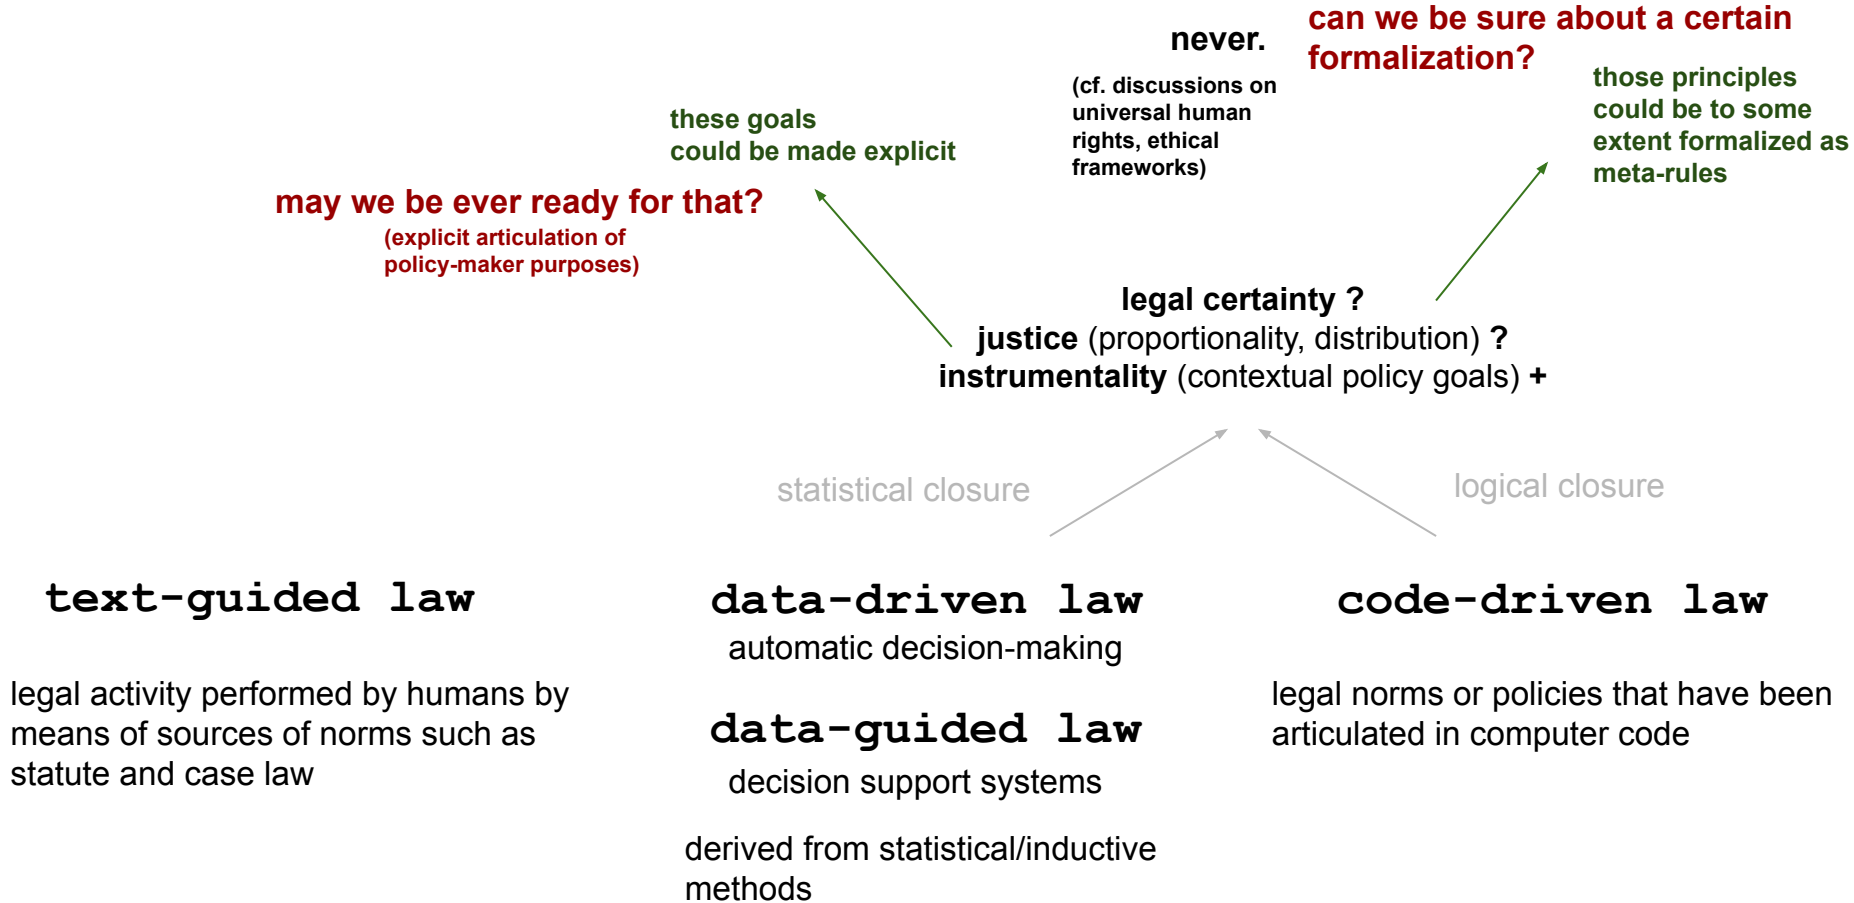 can we be sure about a certain
formalization?
never.
(cf. discussions on
universal human
rights, ethical
frameworks)
those principles
could be to some
extent formalized as
meta-rules
these goals
could be made explicit
may we be ever ready for that?
(explicit articulation of
policy-maker purposes)
legal certainty ?
justice (proportionality, distribution) ?
instrumentality (contextual policy goals) +
statistical closure
logical closure
text-guided law
legal activity performed by humans by
means of sources of norms such as
statute and case law
data-driven law
automatic decision-making
data-guided law
decision support systems
derived from statistical/inductive
methods
code-driven law
legal norms or policies that have been
articulated in computer code